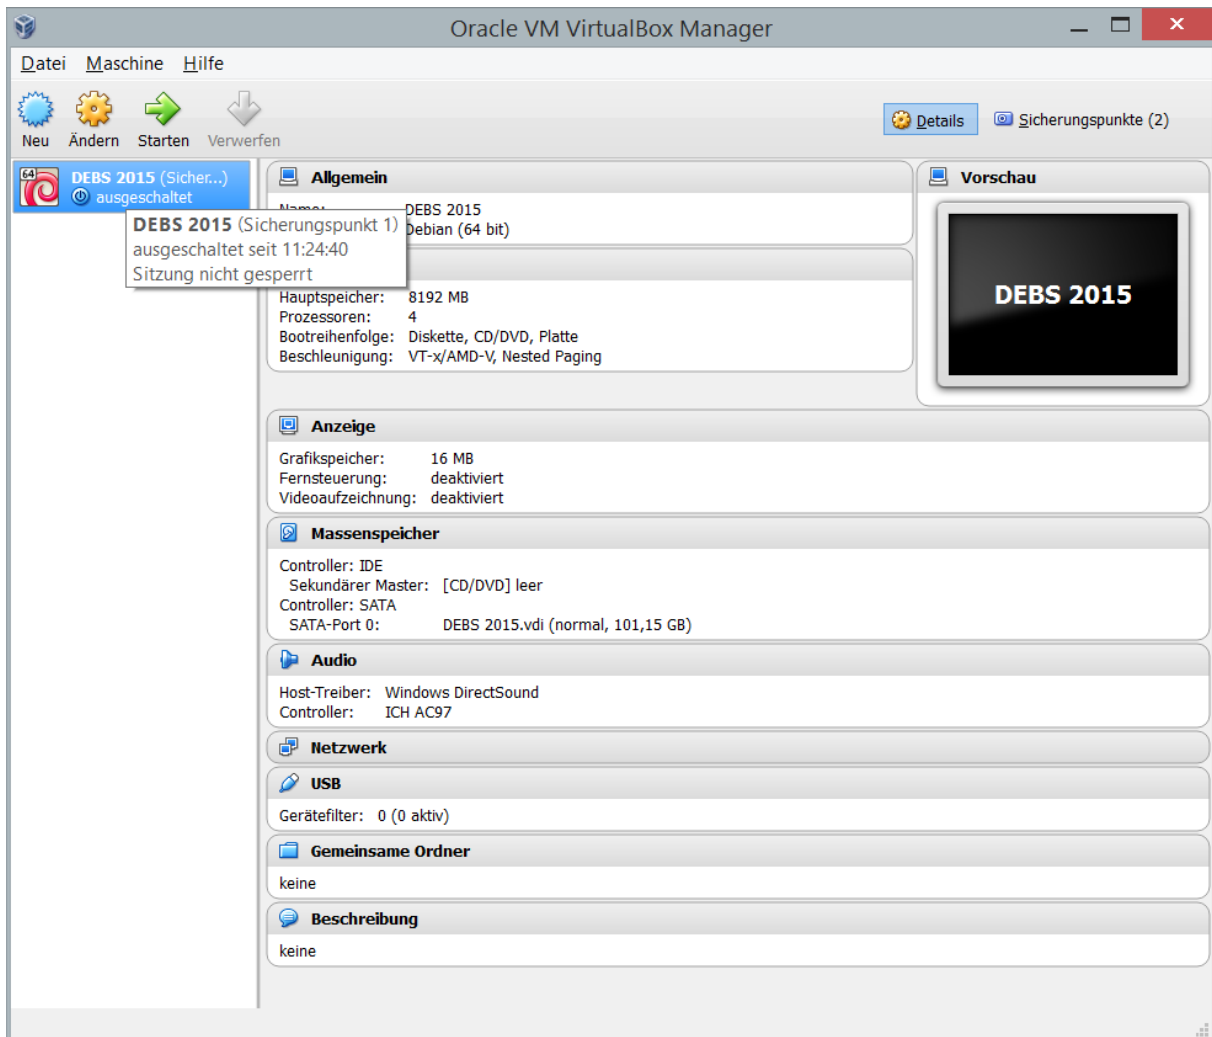 Oracle VM VirtualBox Manager
Datei Maschine Hilfe
Neu Ändern Starten Verwerfen
Details Sicherungspunkte (2)
64
DEBS 2015 (Sicher...)
ausgeschaltet
DEBS 2015 (Sicherungspunkt 1)
ausgeschaltet seit 11:24:40
Sitzung nicht gesperrt
Allgemein
Name: DEBS 2015
Debian (64 bit)
Hauptspeicher: 8192 MB
Prozessoren: 4
Bootreihenfolge: Diskette, CD/DVD, Platte
Beschleunigung: VT-x/AMD-V, Nested Paging
Vorschau
DEBS 2015
Anzeige
Grafikspeicher: 16 MB
Fernsteuerung: deaktiviert
Videoaufzeichnung: deaktiviert
Massenspeicher
Controller: IDE
Sekundärer Master: [CD/DVD] leer
Controller: SATA
SATA-Port 0: DEBS 2015.vdi (normal, 101,15 GB)
Audio
Host-Treiber: Windows DirectSound
Controller: ICH AC97
Netzwerk
USB
Gerätefilter: 0 (0 aktiv)
Gemeinsame Ordner
keine
Beschreibung
keine